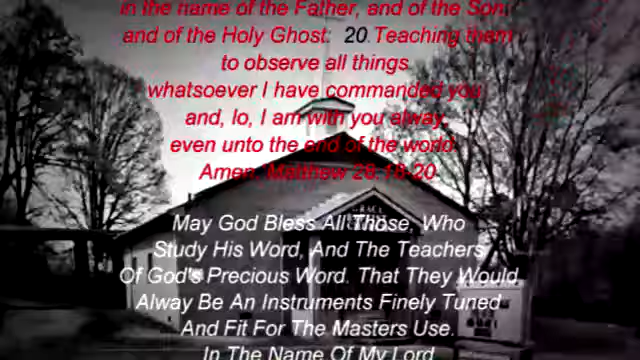 in the name of the Father, and of the Son,
and of the Holy Ghost: 20 Teaching them
to observe all things
whatsoever I have commanded you
and, lo, I am with you alway,
even unto the end of the world.
Amen. Matthew 28:18-20
May God Bless All Those, Who
Study His Word, And The Teachers
Of God's Precious Word. That They Would
Alway Be An Instruments Finely Tuned
And Fit For The Masters Use.
In The Name Of My Lord